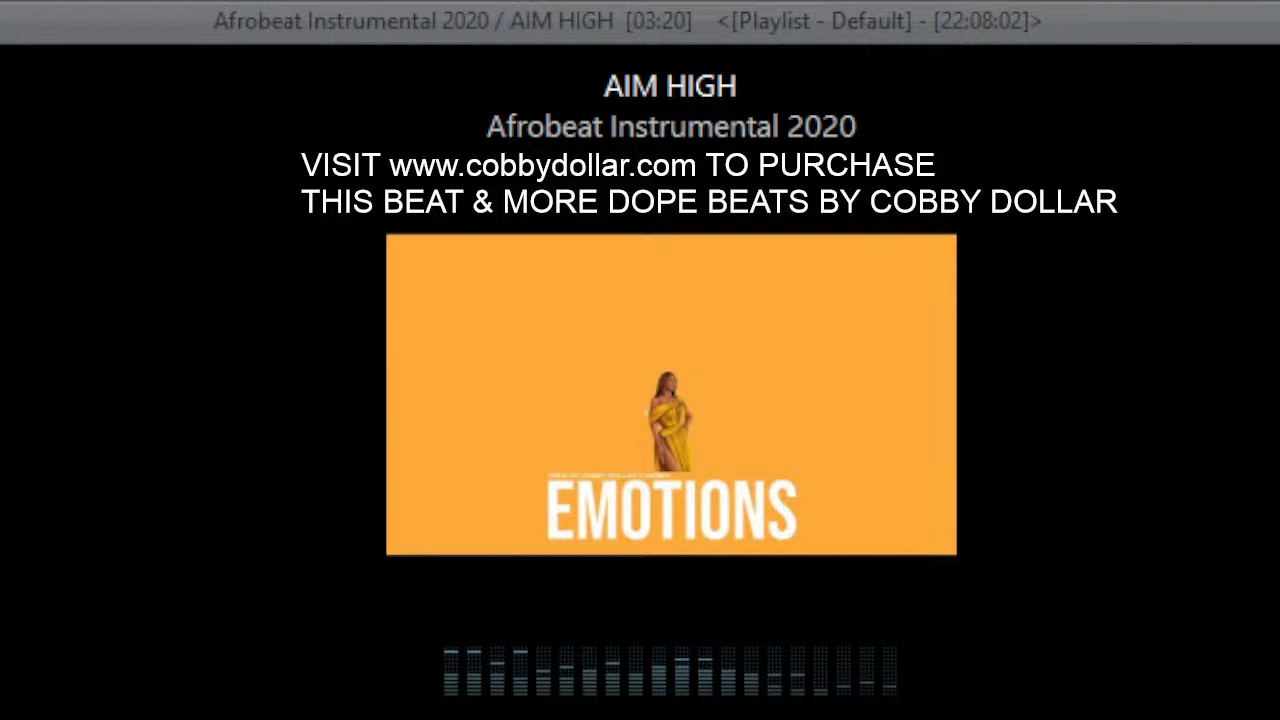 Afrobeat Instrumental 2020 / AIM HIGH [03:20] <[Playlist - Default] - [22:08:02]>
AIM HIGH
Afrobeat Instrumental 2020
VISIT www.cobbydollar.com TO PURCHASE
THIS BEAT & MORE DOPE BEATS BY COBBY DOLLAR
EMOTIONS